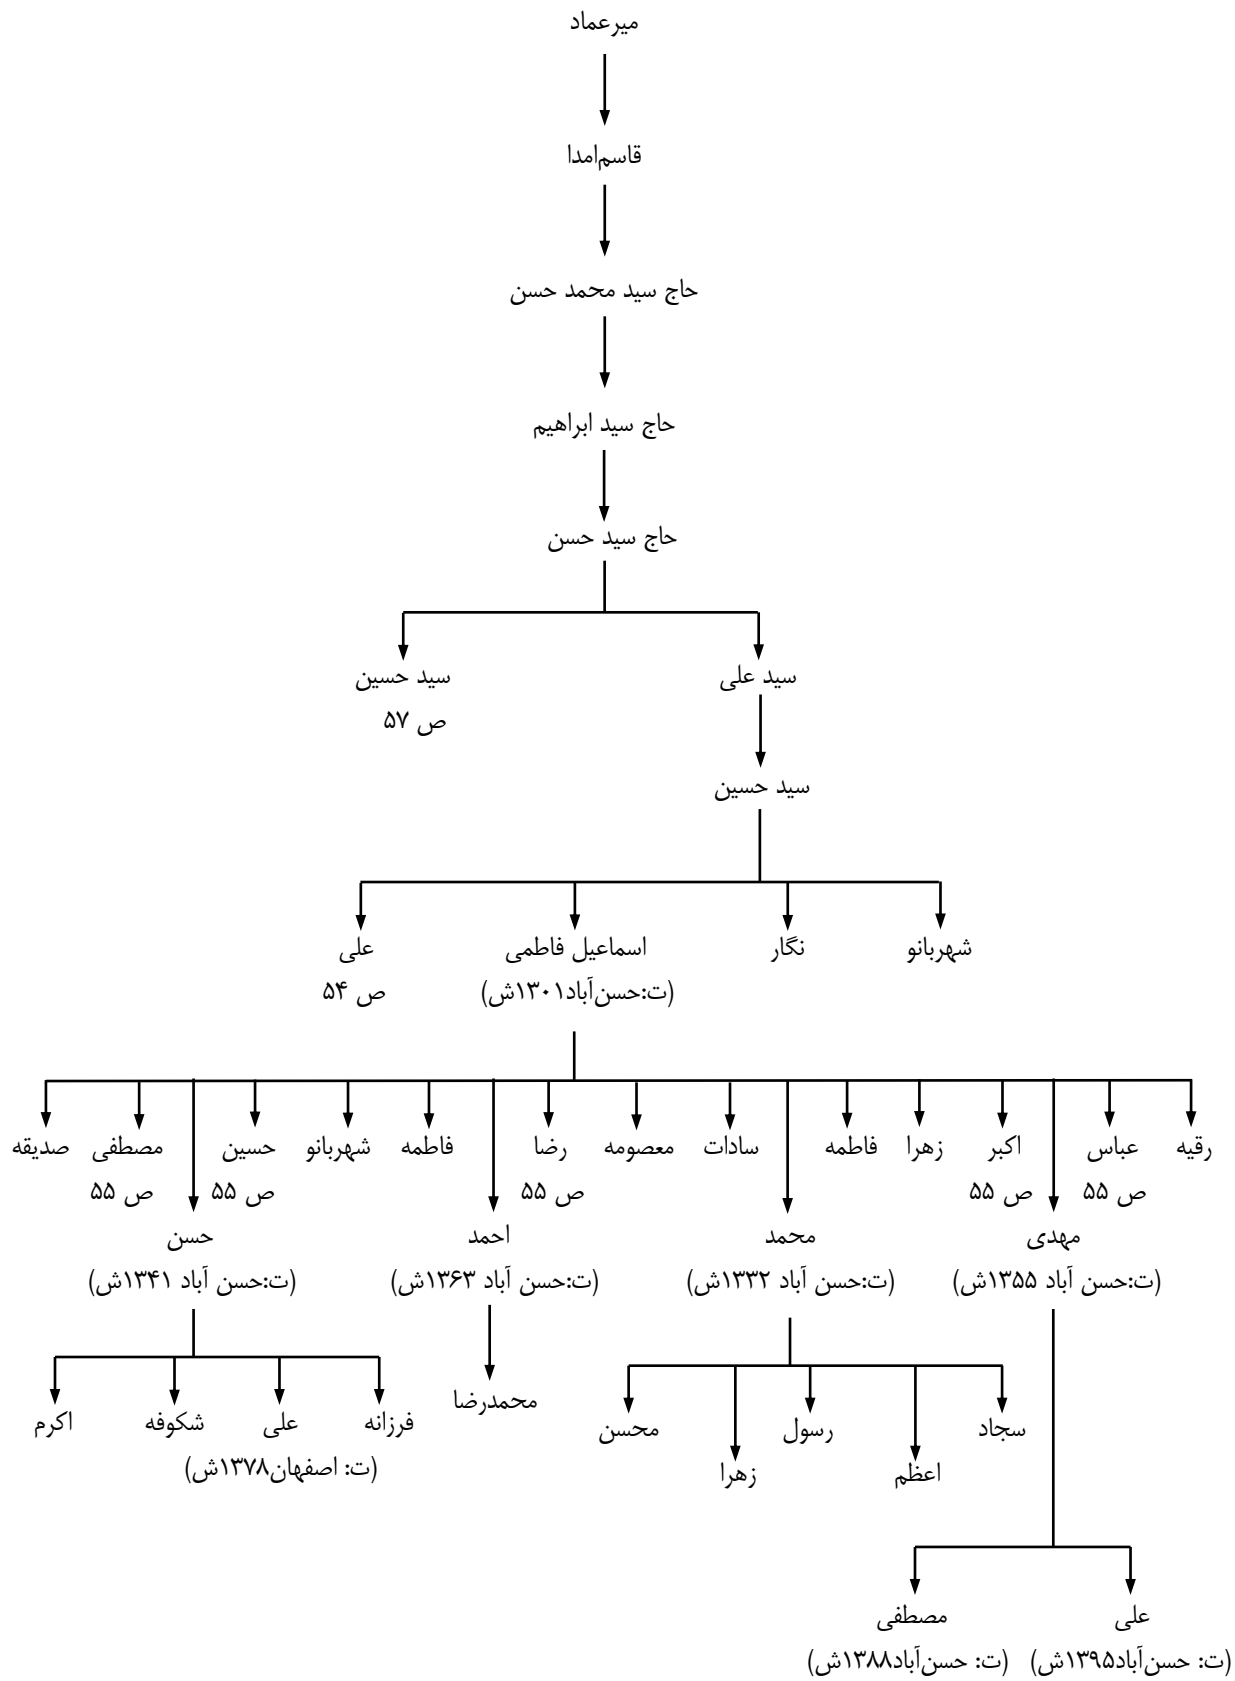 میرعماد
قاسم‌امدا
حاج سید محمد حسن
حاج سید ابراهیم
حاج سید حسن
سید علی
سید حسین
ص ۵۷
سید حسین
شهربانو
نگار
اسماعیل فاطمی
علی
(ت:حسن‌آباد۱۳۰۱ش)
ص ۵۴
رقیه
عباس
اکبر
زهرا
فاطمه
سادات
معصومه
رضا
فاطمه
شهربانو
حسین
مصطفی
صدیقه
ص ۵۵
ص ۵۵
ص ۵۵
ص ۵۵
ص ۵۵
مهدی
محمد
احمد
حسن
(ت:حسن آباد ۱۳۵۵ش)
(ت:حسن آباد ۱۳۳۲ش)
(ت:حسن آباد ۱۳۶۳ش)
(ت:حسن آباد ۱۳۴۱ش)
سجاد
اعظم
رسول
زهرا
محسن
محمدرضا
فرزانه
علی
شکوفه
اکرم
(ت: اصفهان۱۳۷۸ش)
علی
مصطفی
(ت: حسن‌آباد۱۳۹۵ش)
(ت: حسن‌آباد۱۳۸۸ش)